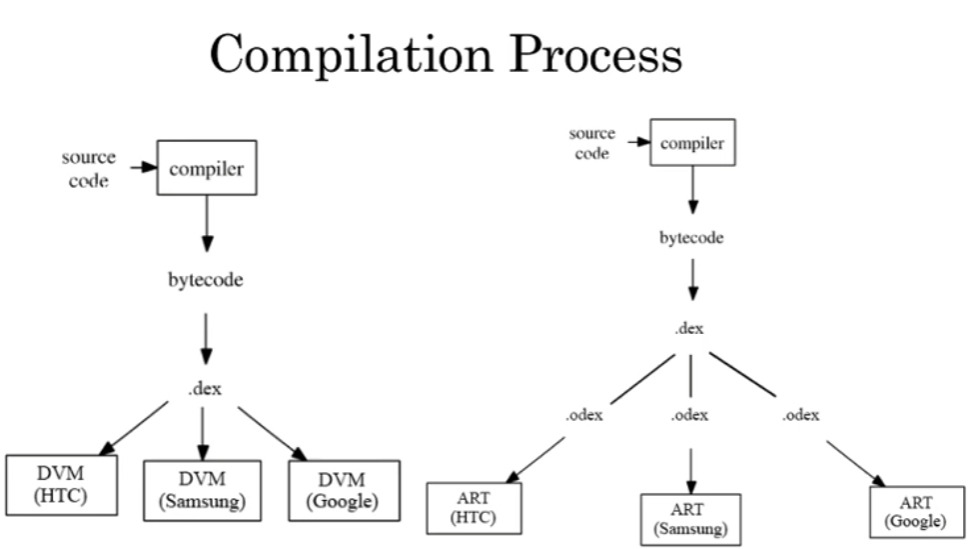 Compilation Process
source
code
compiler
bytecode
.dex
DVM
(HTC)
DVM
(Samsung)
DVM
(Google)
source
code
compiler
bytecode
.dex
.odex
.odex
.odex
ART
(HTC)
ART
(Samsung)
ART
(Google)